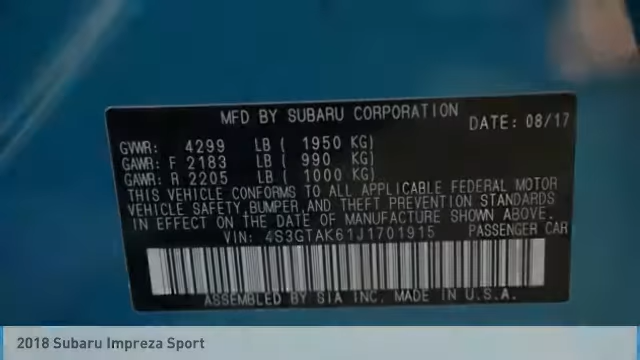 MFD BY SUBARU CORPORATION
DATE: 08/17
GVWR: 4299 LB ( 1950 KG)
GAWR: F 2183 LB ( 990 KG)
GAWR: R 2205 LB ( 1000 KG)
THIS VEHICLE CONFORMS TO ALL APPLICABLE FEDERAL MOTOR
VEHICLE SAFETY,BUMPER,AND THEFT PREVENTION STANDARDS
IN EFFECT ON THE DATE OF MANUFACTURE SHOWN ABOVE.
VIN: 4S3GTAK61J1701915 PASSENGER CAR
ASSEMBLED BY SIA INC. MADE IN U.S.A.
2018 Subaru Impreza Sport